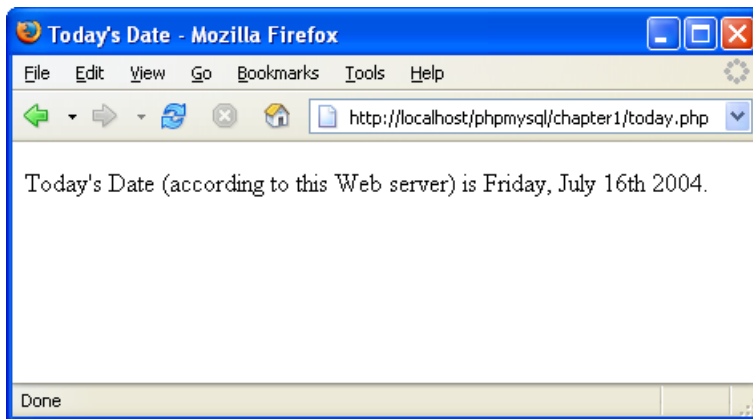 Today's Date - Mozilla Firefox
File Edit View Go Bookmarks Tools Help
http://localhost/phpmysql/chapter1/today.php
Today's Date (according to this Web server) is Friday, July 16th 2004.
Done